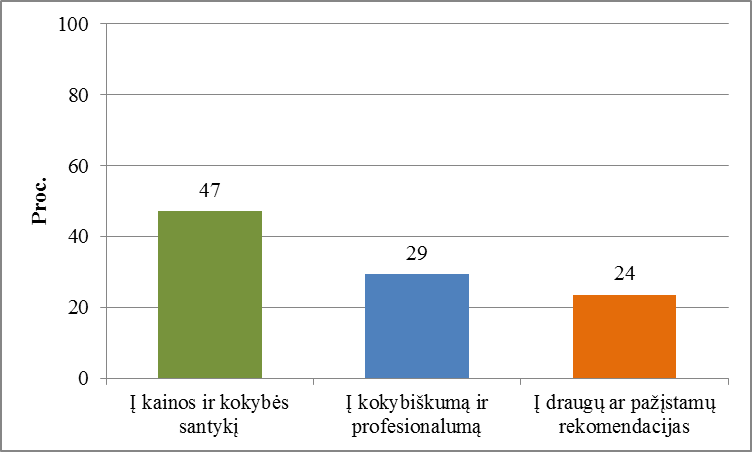 100
80
60
40
20
0
Proc.
47
29
24
Į kainos ir kokybės
santykį
Į kokybiškumą ir
profesionalumą
Į draugų ar pažįstamų
rekomendacijas